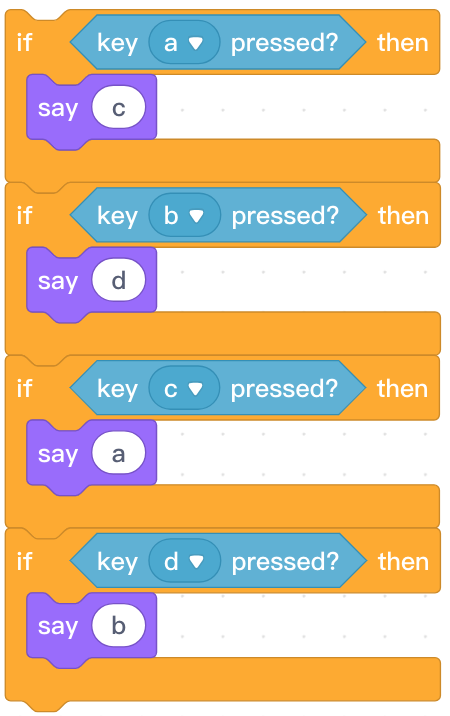 if key a pressed? then
say c
if key b pressed? then
say d
if key c pressed? then
say a
if key d pressed? then
say b